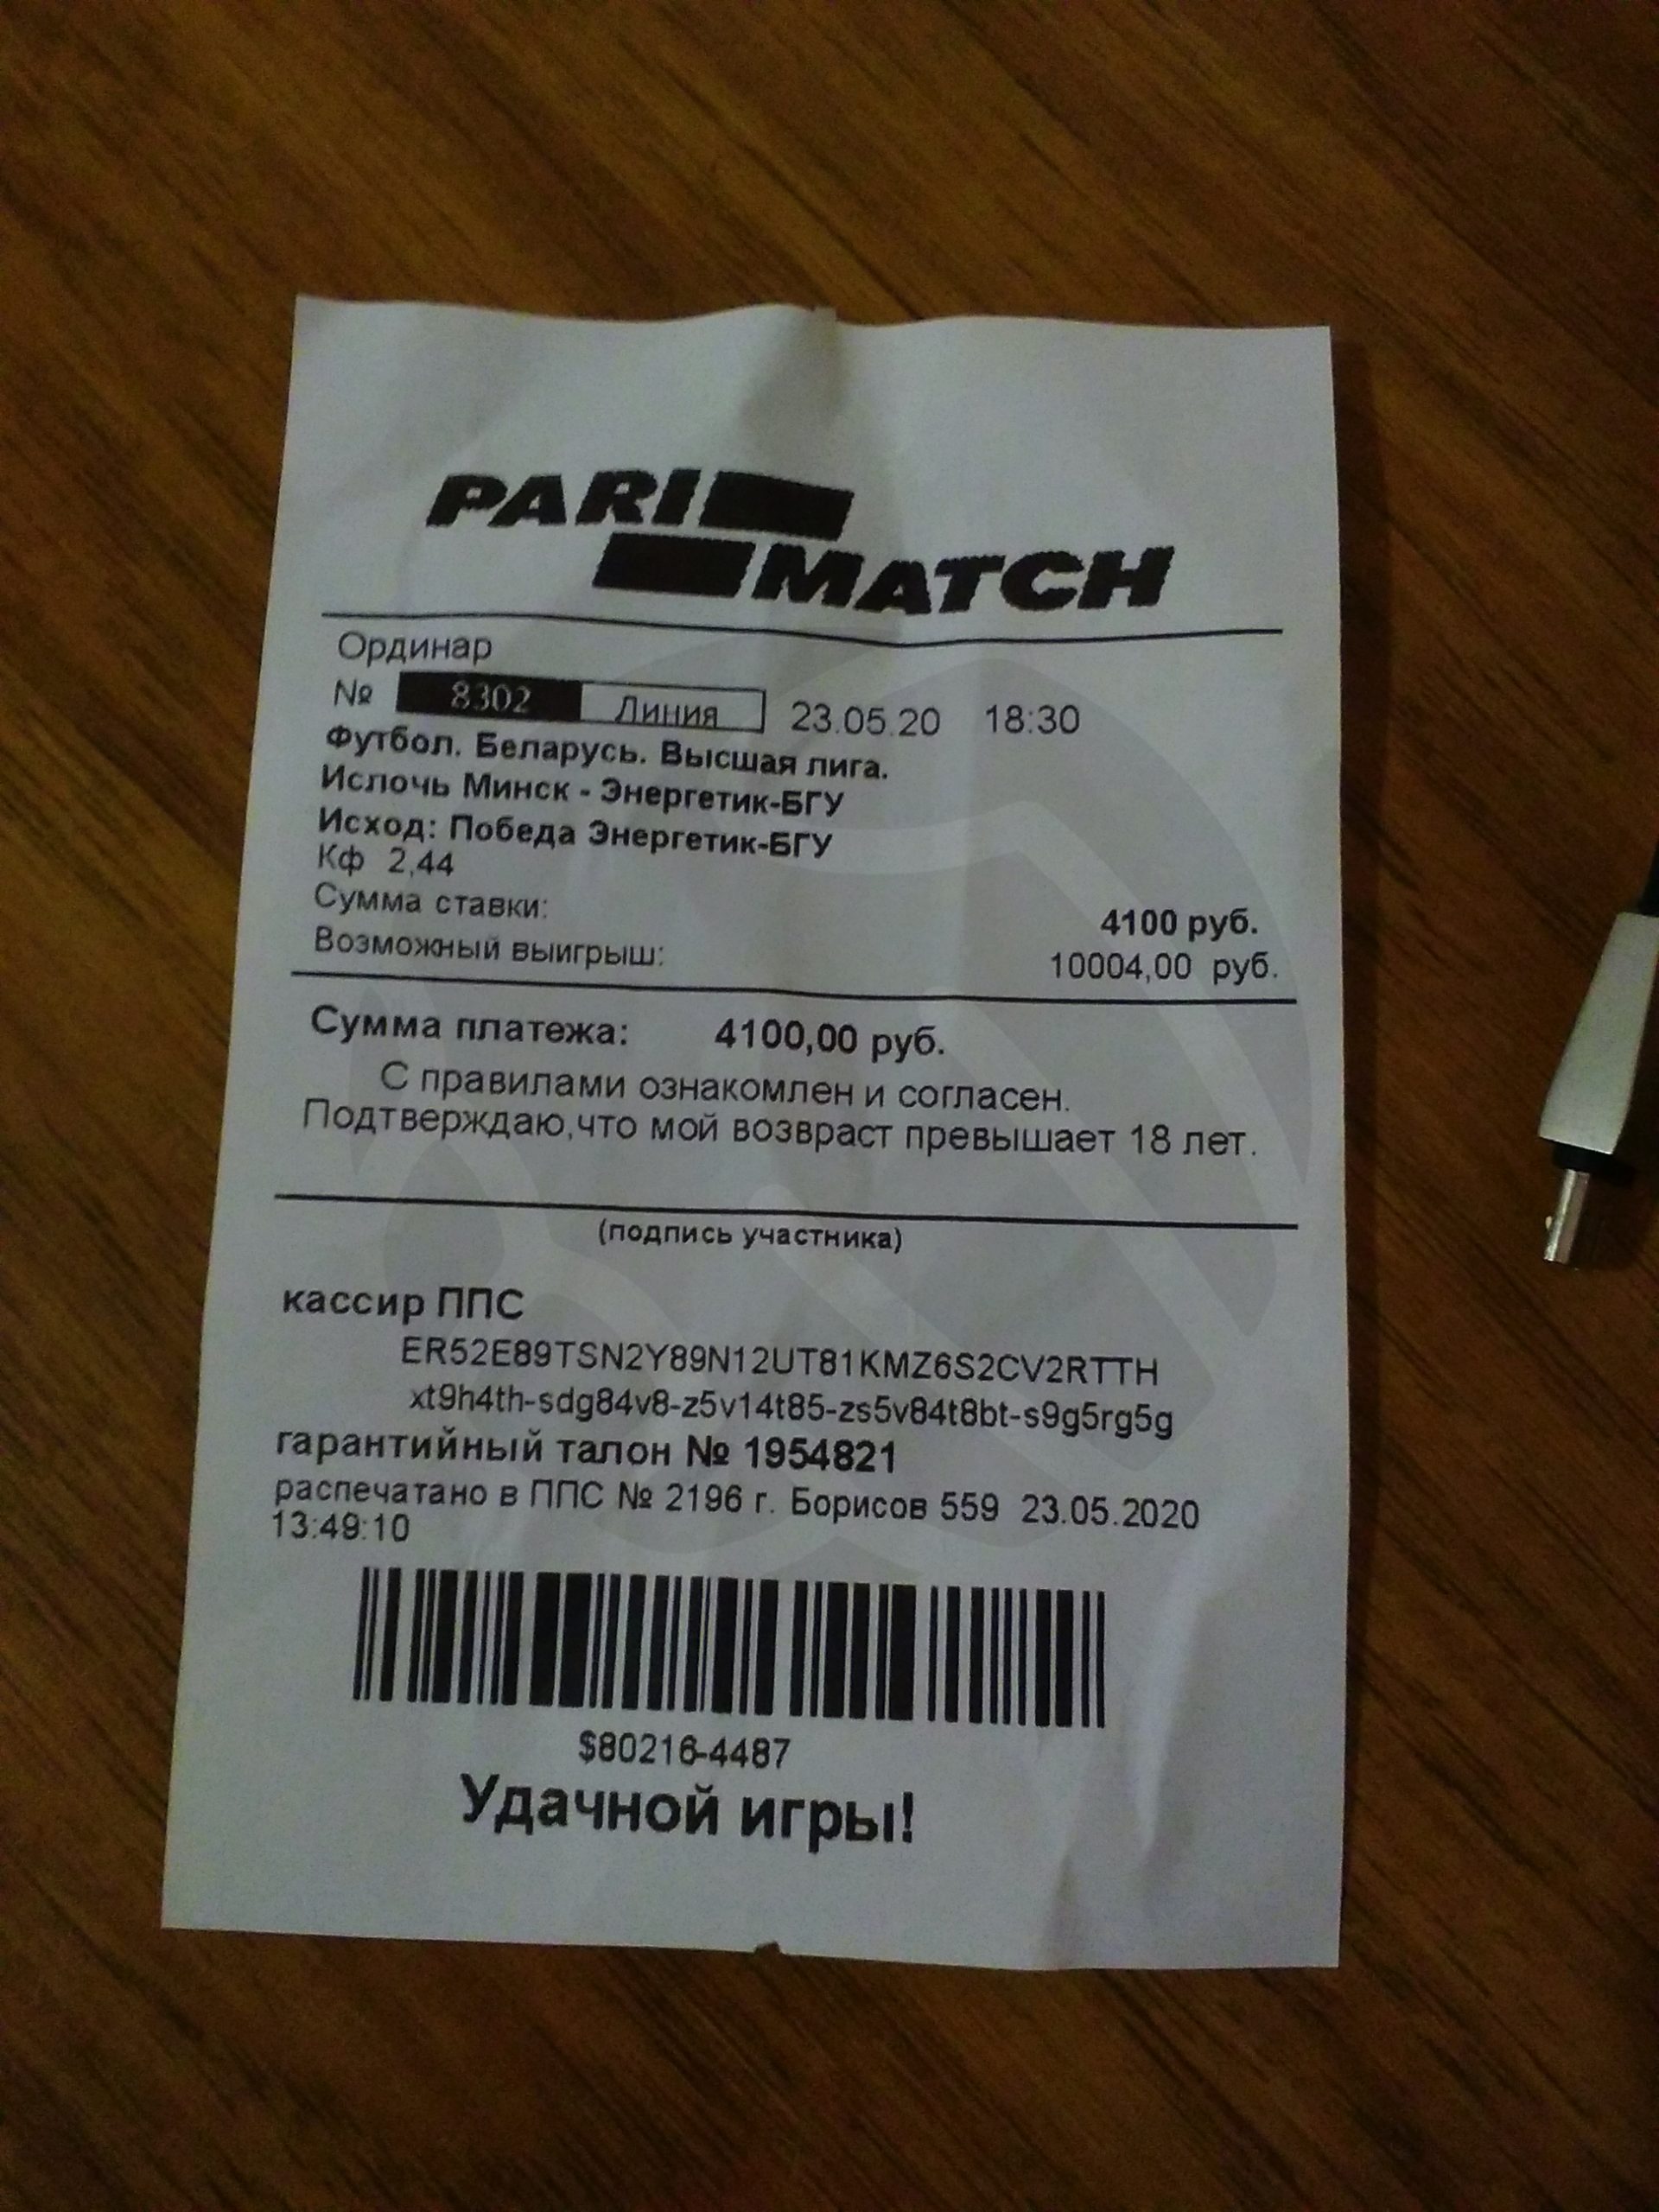 PARI
MATCH
Ординар
№ 8302 Линия 23.05.20 18:30
Футбол. Беларусь. Высшая лига.
Ислочь Минск - Энергетик-БГУ
Исход: Победа Энергетик-БГУ
Кф 2,44
Сумма ставки: 4100 руб.
Возможный выигрыш: 10004,00 руб.
Сумма платежа: 4100,00 руб.
С правилами ознакомлен и согласен.
Подтверждаю,что мой возвраст превышает 18 лет.
(подпись участника)
кассир ППС
ER52E89TSN2Y89N12UT81KMZ6S2CV2RTTH
xt9h4th-sdg84v8-z5v14t85-zs5v84t8bt-s9g5rg5g
гарантийный талон № 1954821
распечатано в ППС № 2196 г. Борисов 559 23.05.2020
13:49:10
$80216-4487
Удачной игры!